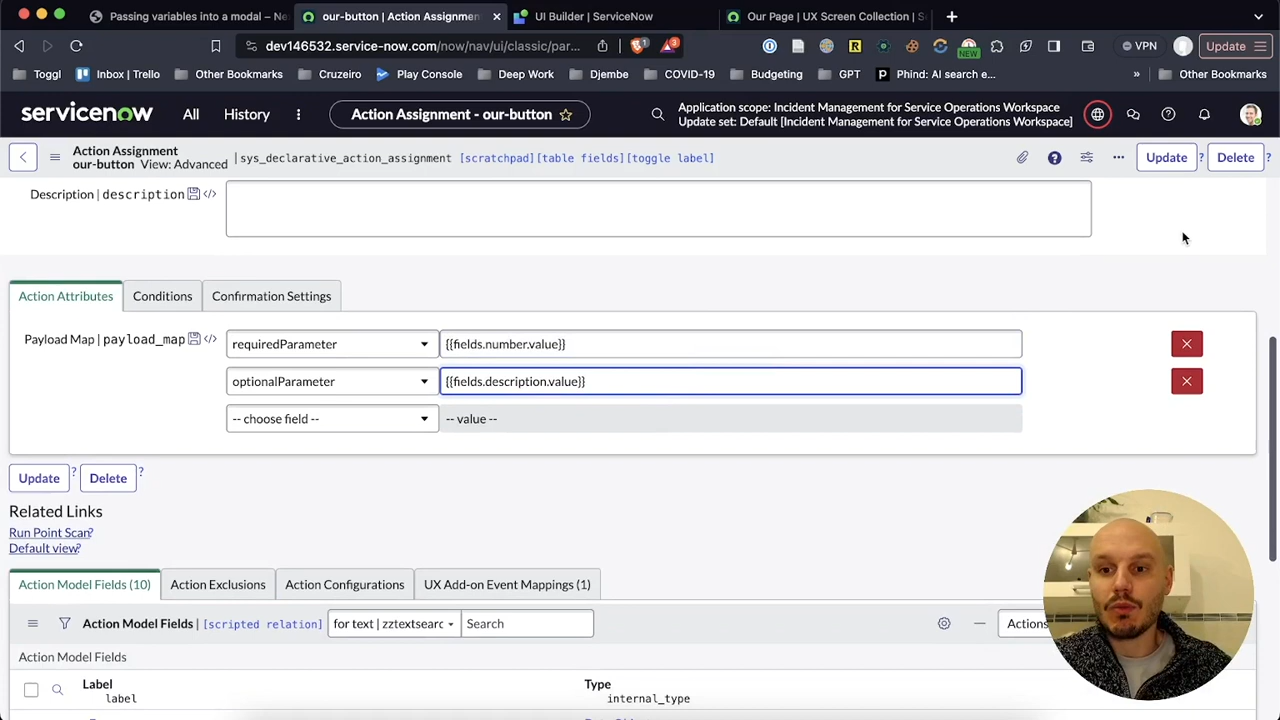 Passing variables into a modal – Ne
our-button | Action Assignmen
UI Builder | ServiceNow
Our Page | UX Screen Collection | S
dev146532.service-now.com/now/nav/ui/classic/par...
NEW
VPN
Update
Toggl
Inbox | Trello
Other Bookmarks
Cruzeiro
Play Console
Deep Work
Djembe
COVID-19
Budgeting
GPT
Phind: AI search e...
»
Other Bookmarks
servicenow
All
History
Action Assignment - our-button
Application scope: Incident Management for Service Operations Workspace
Update set: Default [Incident Management for Service Operations Workspace]
Action Assignment
our-button View: Advanced
|sys_declarative_action_assignment [scratchpad][table fields][toggle label]
Update
?
Delete
?
Description | description
Action Attributes
Conditions
Confirmation Settings
Payload Map | payload_map
requiredParameter
{{fields.number.value}}
optionalParameter
{{fields.description.value}}
-- choose field --
-- value --
Update
?
Delete
?
Related Links
Run Point Scan?
Default view?
Action Model Fields (10)
Action Exclusions
Action Configurations
UX Add-on Event Mappings (1)
Action Model Fields | [scripted relation]
for text | zztextsearc
Search
Actions
Action Model Fields
Label
label
Type
internal_type